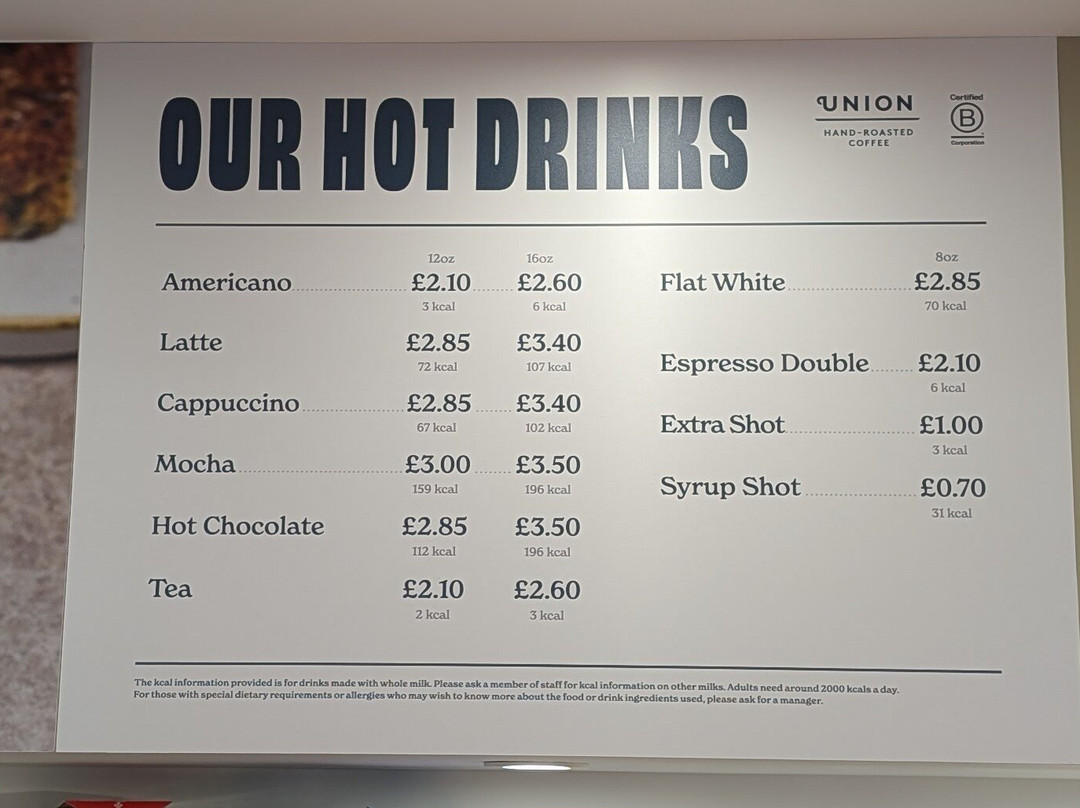 OUR HOT DRINKS
UNION
HAND-ROASTED
COFFEE
Certified
B
Corporation
12oz 16oz
Americano £2.10 £2.60
3 kcal 6 kcal
Latte £2.85 £3.40
72 kcal 107 kcal
Cappuccino £2.85 £3.40
67 kcal 102 kcal
Mocha £3.00 £3.50
159 kcal 196 kcal
Hot Chocolate £2.85 £3.50
112 kcal 196 kcal
Tea £2.10 £2.60
2 kcal 3 kcal
8oz
Flat White £2.85
70 kcal
Espresso Double £2.10
6 kcal
Extra Shot £1.00
3 kcal
Syrup Shot £0.70
31 kcal
The kcal information provided is for drinks made with whole milk. Please ask a member of staff for kcal information on other milks. Adults need around 2000 kcals a day.
For those with special dietary requirements or allergies who may wish to know more about the food or drink ingredients used, please ask for a manager.